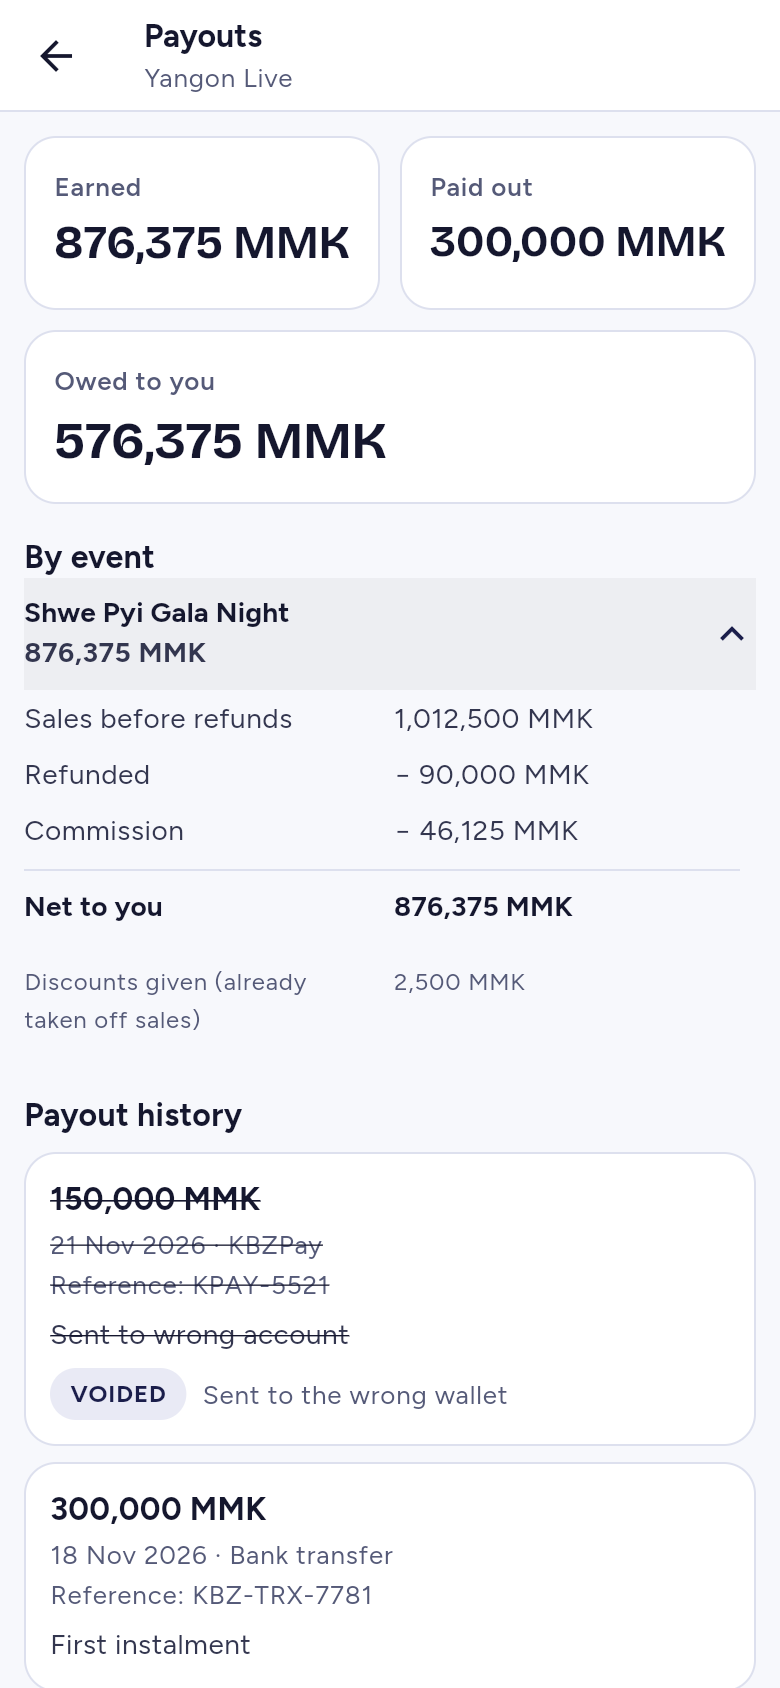 Payouts
Yangon Live
Earned
876,375 MMK
Paid out
300,000 MMK
Owed to you
576,375 MMK
By event
Shwe Pyi Gala Night
876,375 MMK
Sales before refunds 1,012,500 MMK
Refunded − 90,000 MMK
Commission − 46,125 MMK
Net to you 876,375 MMK
Discounts given (already 2,500 MMK
taken off sales)
Payout history
150,000 MMK
21 Nov 2026 · KBZPay
Reference: KPAY-5521
Sent to wrong account
VOIDED Sent to the wrong wallet
300,000 MMK
18 Nov 2026 · Bank transfer
Reference: KBZ-TRX-7781
First instalment